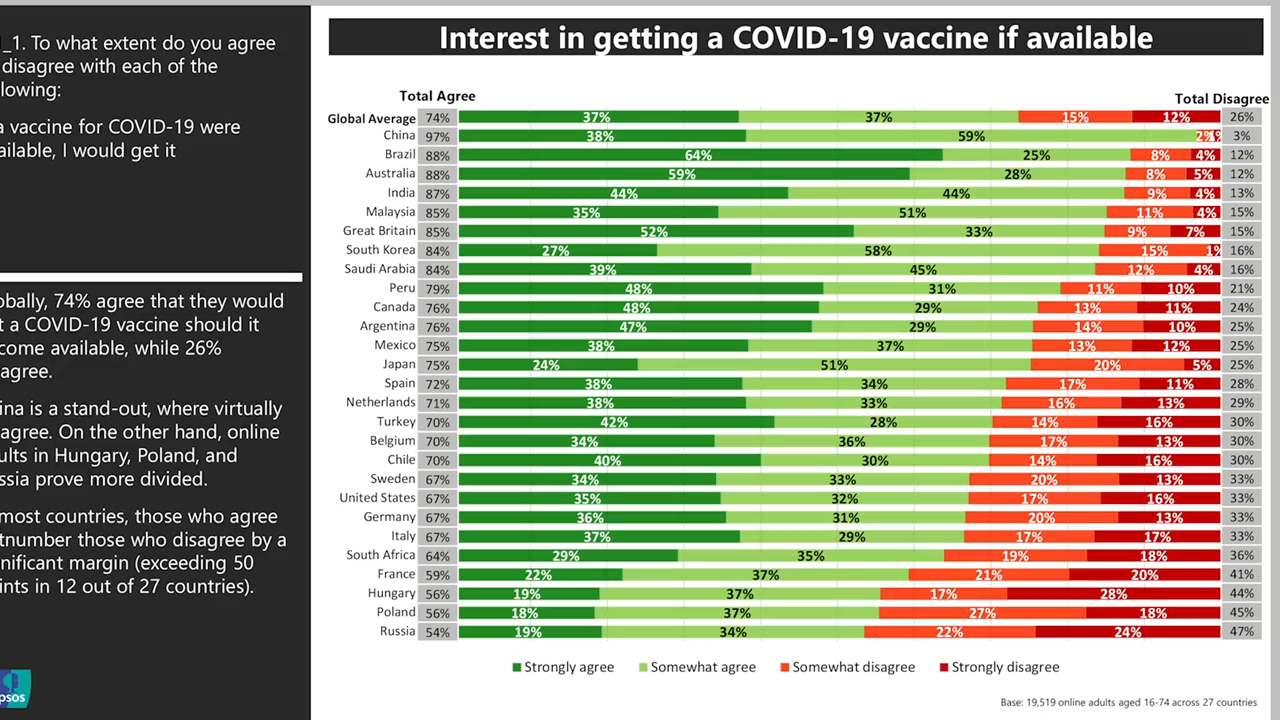 _1. To what extent do you agree
disagree with each of the
lowing:
a vaccine for COVID-19 were
ailable, I would get it
obally, 74% agree that they would
t a COVID-19 vaccine should it
come available, while 26%
agree.
ina is a stand-out, where virtually
agree. On the other hand, online
ults in Hungary, Poland, and
ssia prove more divided.
most countries, those who agree
tnumber those who disagree by a
nificant margin (exceeding 50
ints in 12 out of 27 countries).
psos
Interest in getting a COVID-19 vaccine if available
Total Agree Total Disagree
Global Average 74% 37% 37% 15% 12% 26%
China 97% 38% 59% 2% 1% 3%
Brazil 88% 64% 25% 8% 4% 12%
Australia 88% 59% 28% 8% 5% 12%
India 87% 44% 44% 9% 4% 13%
Malaysia 85% 35% 51% 11% 4% 15%
Great Britain 85% 52% 33% 9% 7% 15%
South Korea 84% 27% 58% 15% 1% 16%
Saudi Arabia 84% 39% 45% 12% 4% 16%
Peru 79% 48% 31% 11% 10% 21%
Canada 76% 48% 29% 13% 11% 24%
Argentina 76% 47% 29% 14% 10% 25%
Mexico 75% 38% 37% 13% 12% 25%
Japan 75% 24% 51% 20% 5% 25%
Spain 72% 38% 34% 17% 11% 28%
Netherlands 71% 38% 33% 16% 13% 29%
Turkey 70% 42% 28% 14% 16% 30%
Belgium 70% 34% 36% 17% 13% 30%
Chile 70% 40% 30% 14% 16% 30%
Sweden 67% 34% 33% 20% 13% 33%
United States 67% 35% 32% 17% 16% 33%
Germany 67% 36% 31% 20% 13% 33%
Italy 67% 37% 29% 17% 17% 33%
South Africa 64% 29% 35% 19% 18% 36%
France 59% 22% 37% 21% 20% 41%
Hungary 56% 19% 37% 17% 28% 44%
Poland 56% 18% 37% 27% 18% 45%
Russia 54% 19% 34% 22% 24% 47%
Strongly agree Somewhat agree Somewhat disagree Strongly disagree
Base: 19,519 online adults aged 16-74 across 27 countries